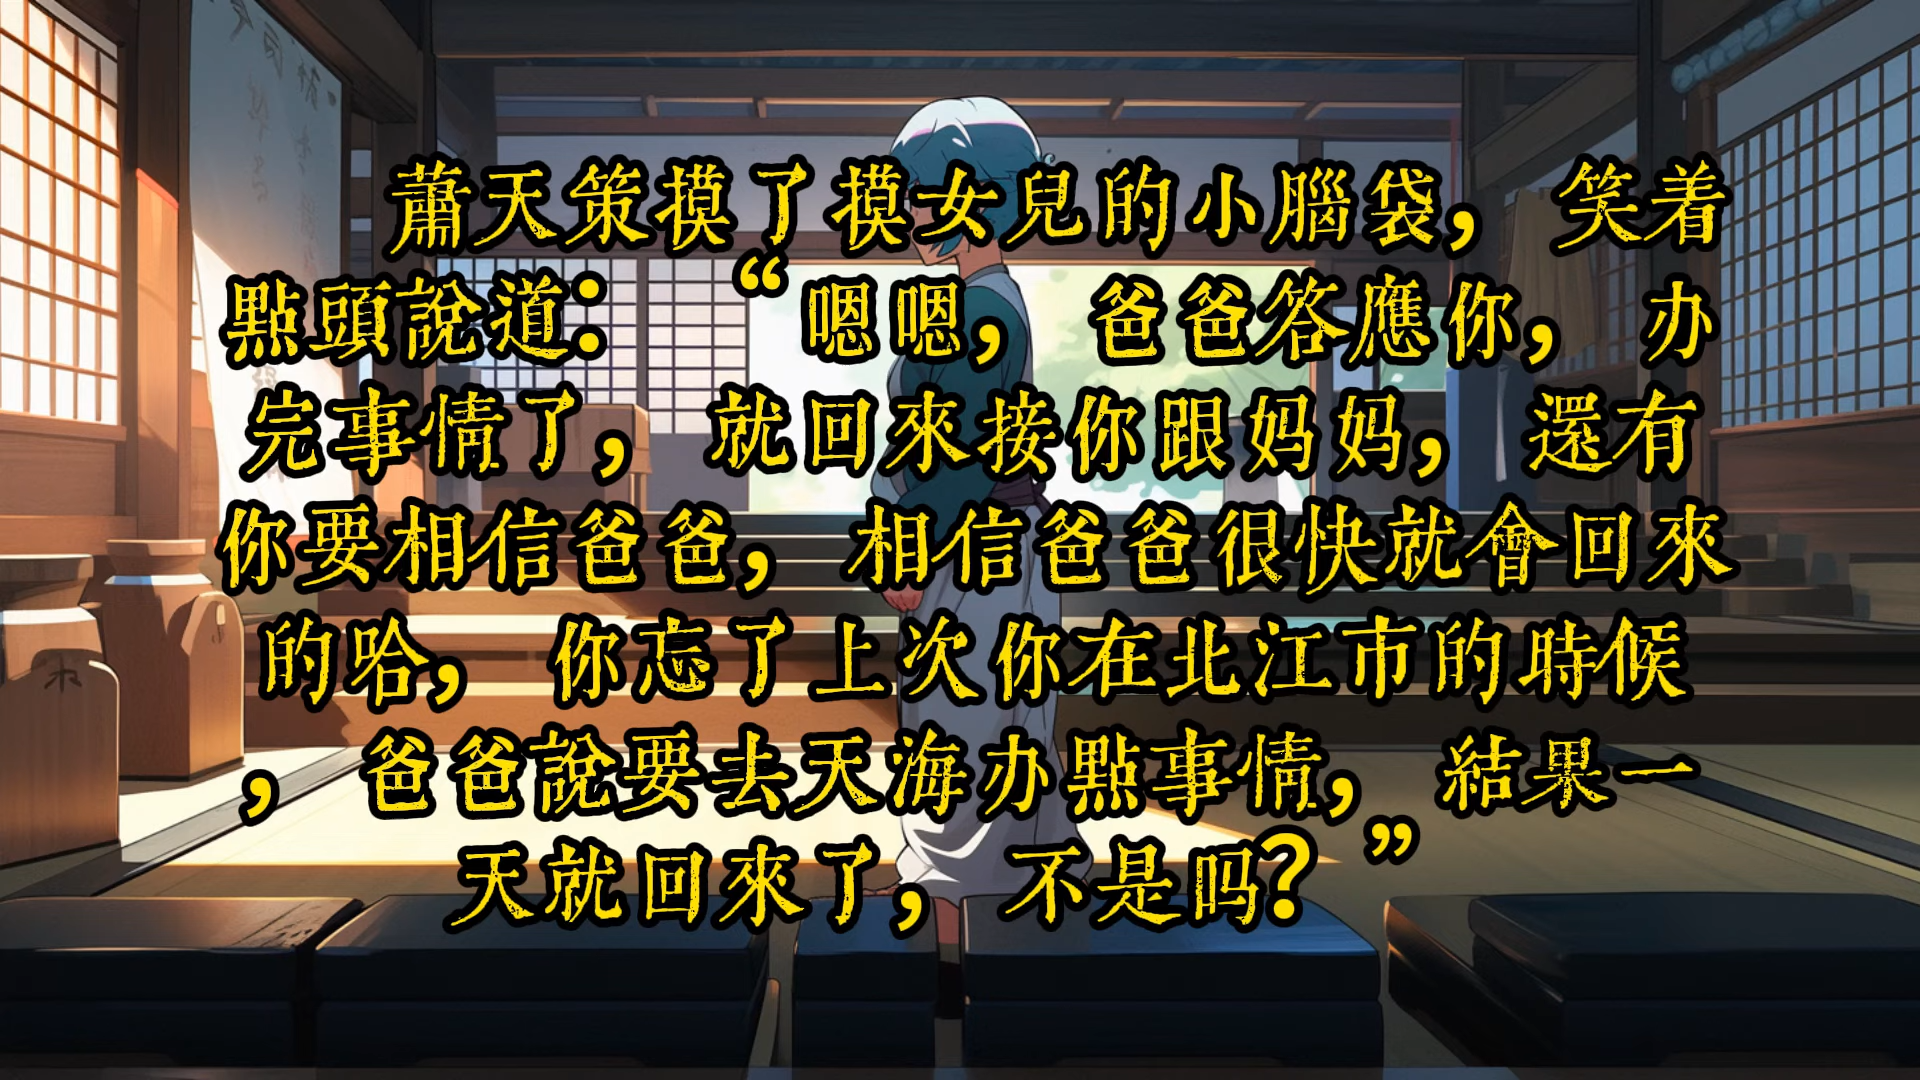 蕭天策摸了摸女兒的小腦袋，笑着
點頭說道：“嗯嗯，爸爸答應你，办
完事情了，就回來接你跟妈妈，還有
你要相信爸爸，相信爸爸很快就會回來
的哈，你忘了上次你在北江市的時候
，爸爸說要去天海办點事情，結果一
天就回來了，不是吗？”